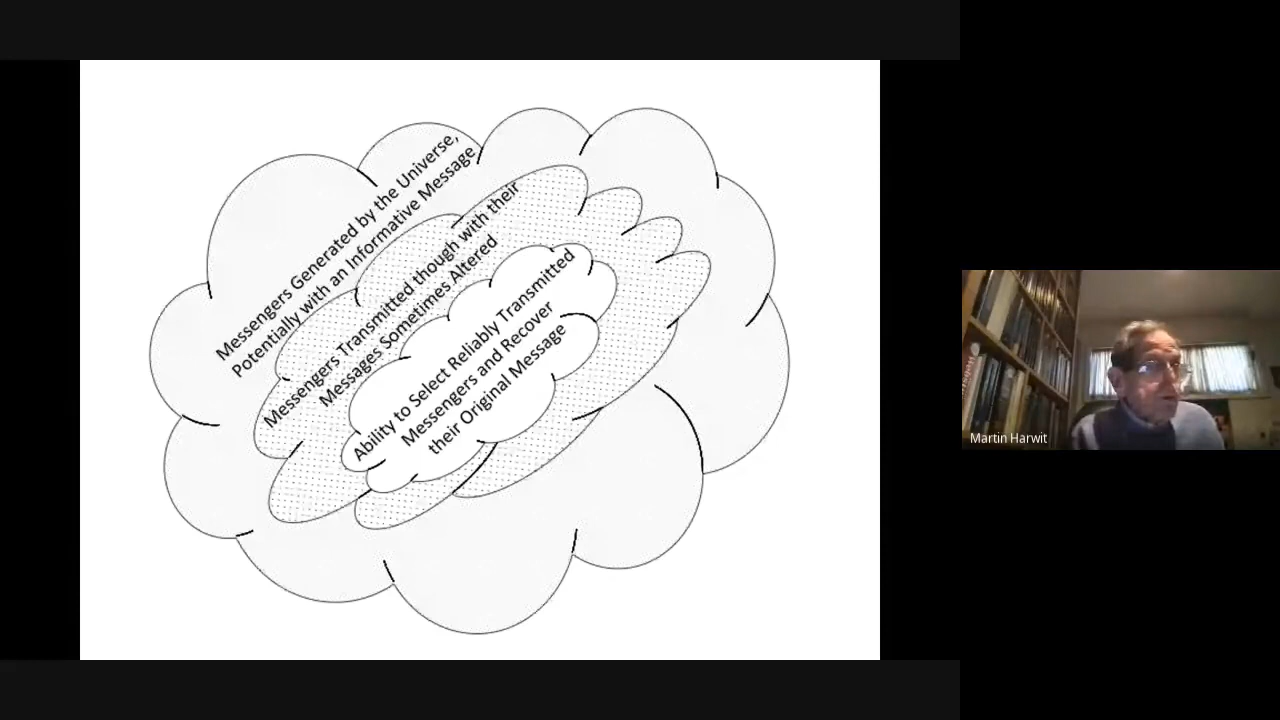 Messengers Generated by the Universe,
Potentially with an Informative Message
Messengers Transmitted though with their
Messages Sometimes Altered
Ability to Select Reliably Transmitted
Messengers and Recover
their Original Message
Martin Harwit